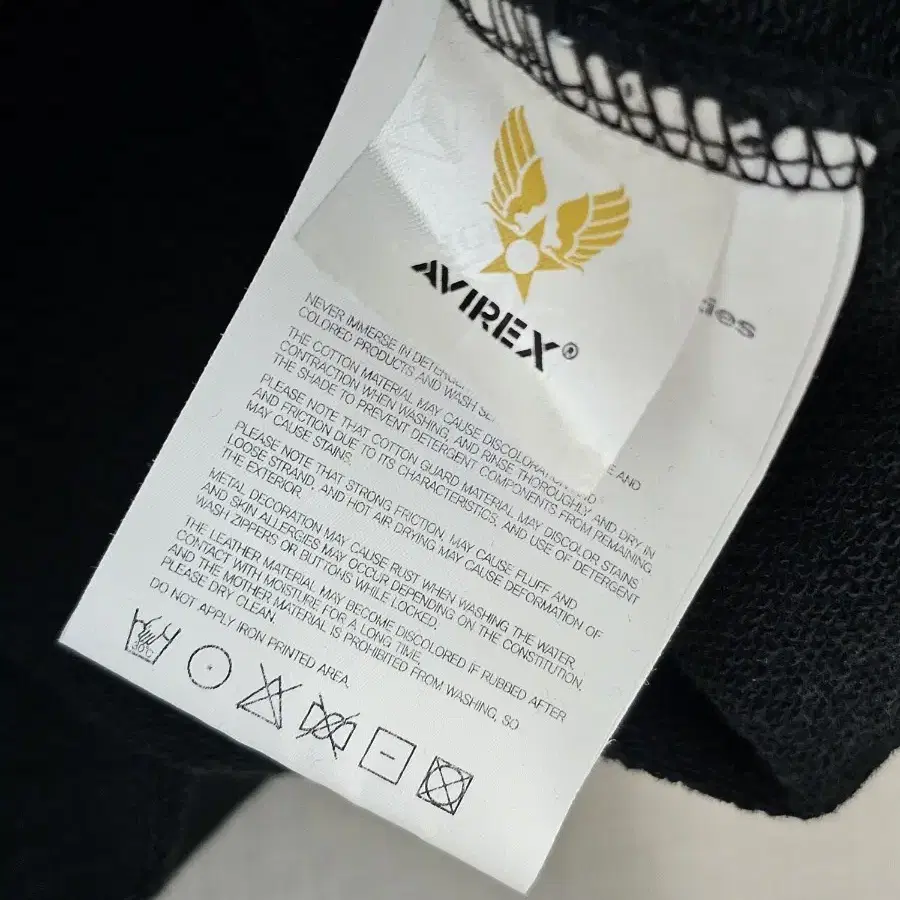 AVIREX®
ties
NEVER IMMERSE IN DETERGENT
COLORED PRODUCTS AND WASH SE
THE COTTON MATERIAL MAY CAUSE DISCOLORATION E AND
CONTRACTION WHEN WASHING, AND RINSE THOROUGHLY AND DRY IN
THE SHADE TO PREVENT DETERGENT COMPONENTS FROM REMAINING
PLEASE NOTE THAT COTTON GUARD MATERIAL MAY DISCOLOR STAINS
AND FRICTION DUE TO ITS CHARACTERISTICS, AND USE OF DETERGENT
MAY CAUSE STAINS.
PLEASE NOTE THAT STRONG FRICTION, MAY CAUSE FLUFF AND
LOOSE STRAND, AND HOT AIR DRYING MAY CAUSE DEFORMATION OF
THE EXTERIOR.
METAL DECORATION MAY CAUSE RUST WHEN WASHING THE WATER,
AND SKIN ALLERGIES MAY OCCUR DEPENDING ON THE CONSTITUTION.
WASH ZIPPERS OR BUTTONS WHILE LOCKED.
THE LEATHER MATERIAL MAY BECOME DISCOLORED IF RUBBED AFTER
CONTACT WITH MOISTURE FOR A LONG TIME,
AND THE MOTHER MATERIAL IS PROHIBITED FROM WASHING, SO
PLEASE DRY CLEAN.
DO NOT APPLY IRON PRINTED AREA.
30°C